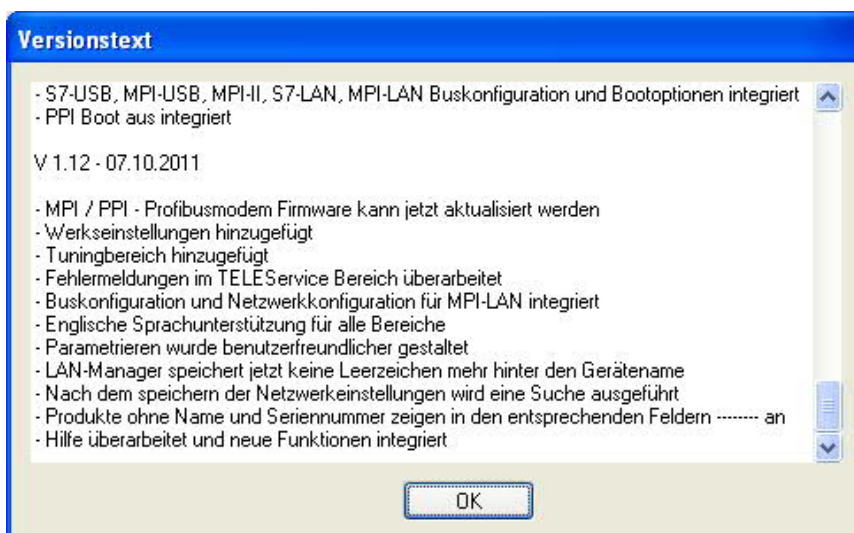 Versionstext
- S7-USB, MPI-USB, MPI-II, S7-LAN, MPI-LAN Buskonfiguration und Bootoptionen integriert
- PPI Boot aus integriert
V 1.12 - 07.10.2011
- MPI / PPI - Profibusmodem Firmware kann jetzt aktualisiert werden
- Werkseinstellungen hinzugefügt
- Tuningbereich hinzugefügt
- Fehlermeldungen im TELEService Bereich überarbeitet
- Buskonfiguration und Netzwerkkonfiguration für MPI-LAN integriert
- Englische Sprachunterstützung für alle Bereiche
- Parametrieren wurde benutzerfreundlicher gestaltet
- LAN-Manager speichert jetzt keine Leerzeichen mehr hinter den Gerätename
- Nach dem speichern der Netzwerkeinstellungen wird eine Suche ausgeführt
- Produkte ohne Name und Seriennummer zeigen in den entsprechenden Feldern -------- an
- Hilfe überarbeitet und neue Funktionen integriert
OK